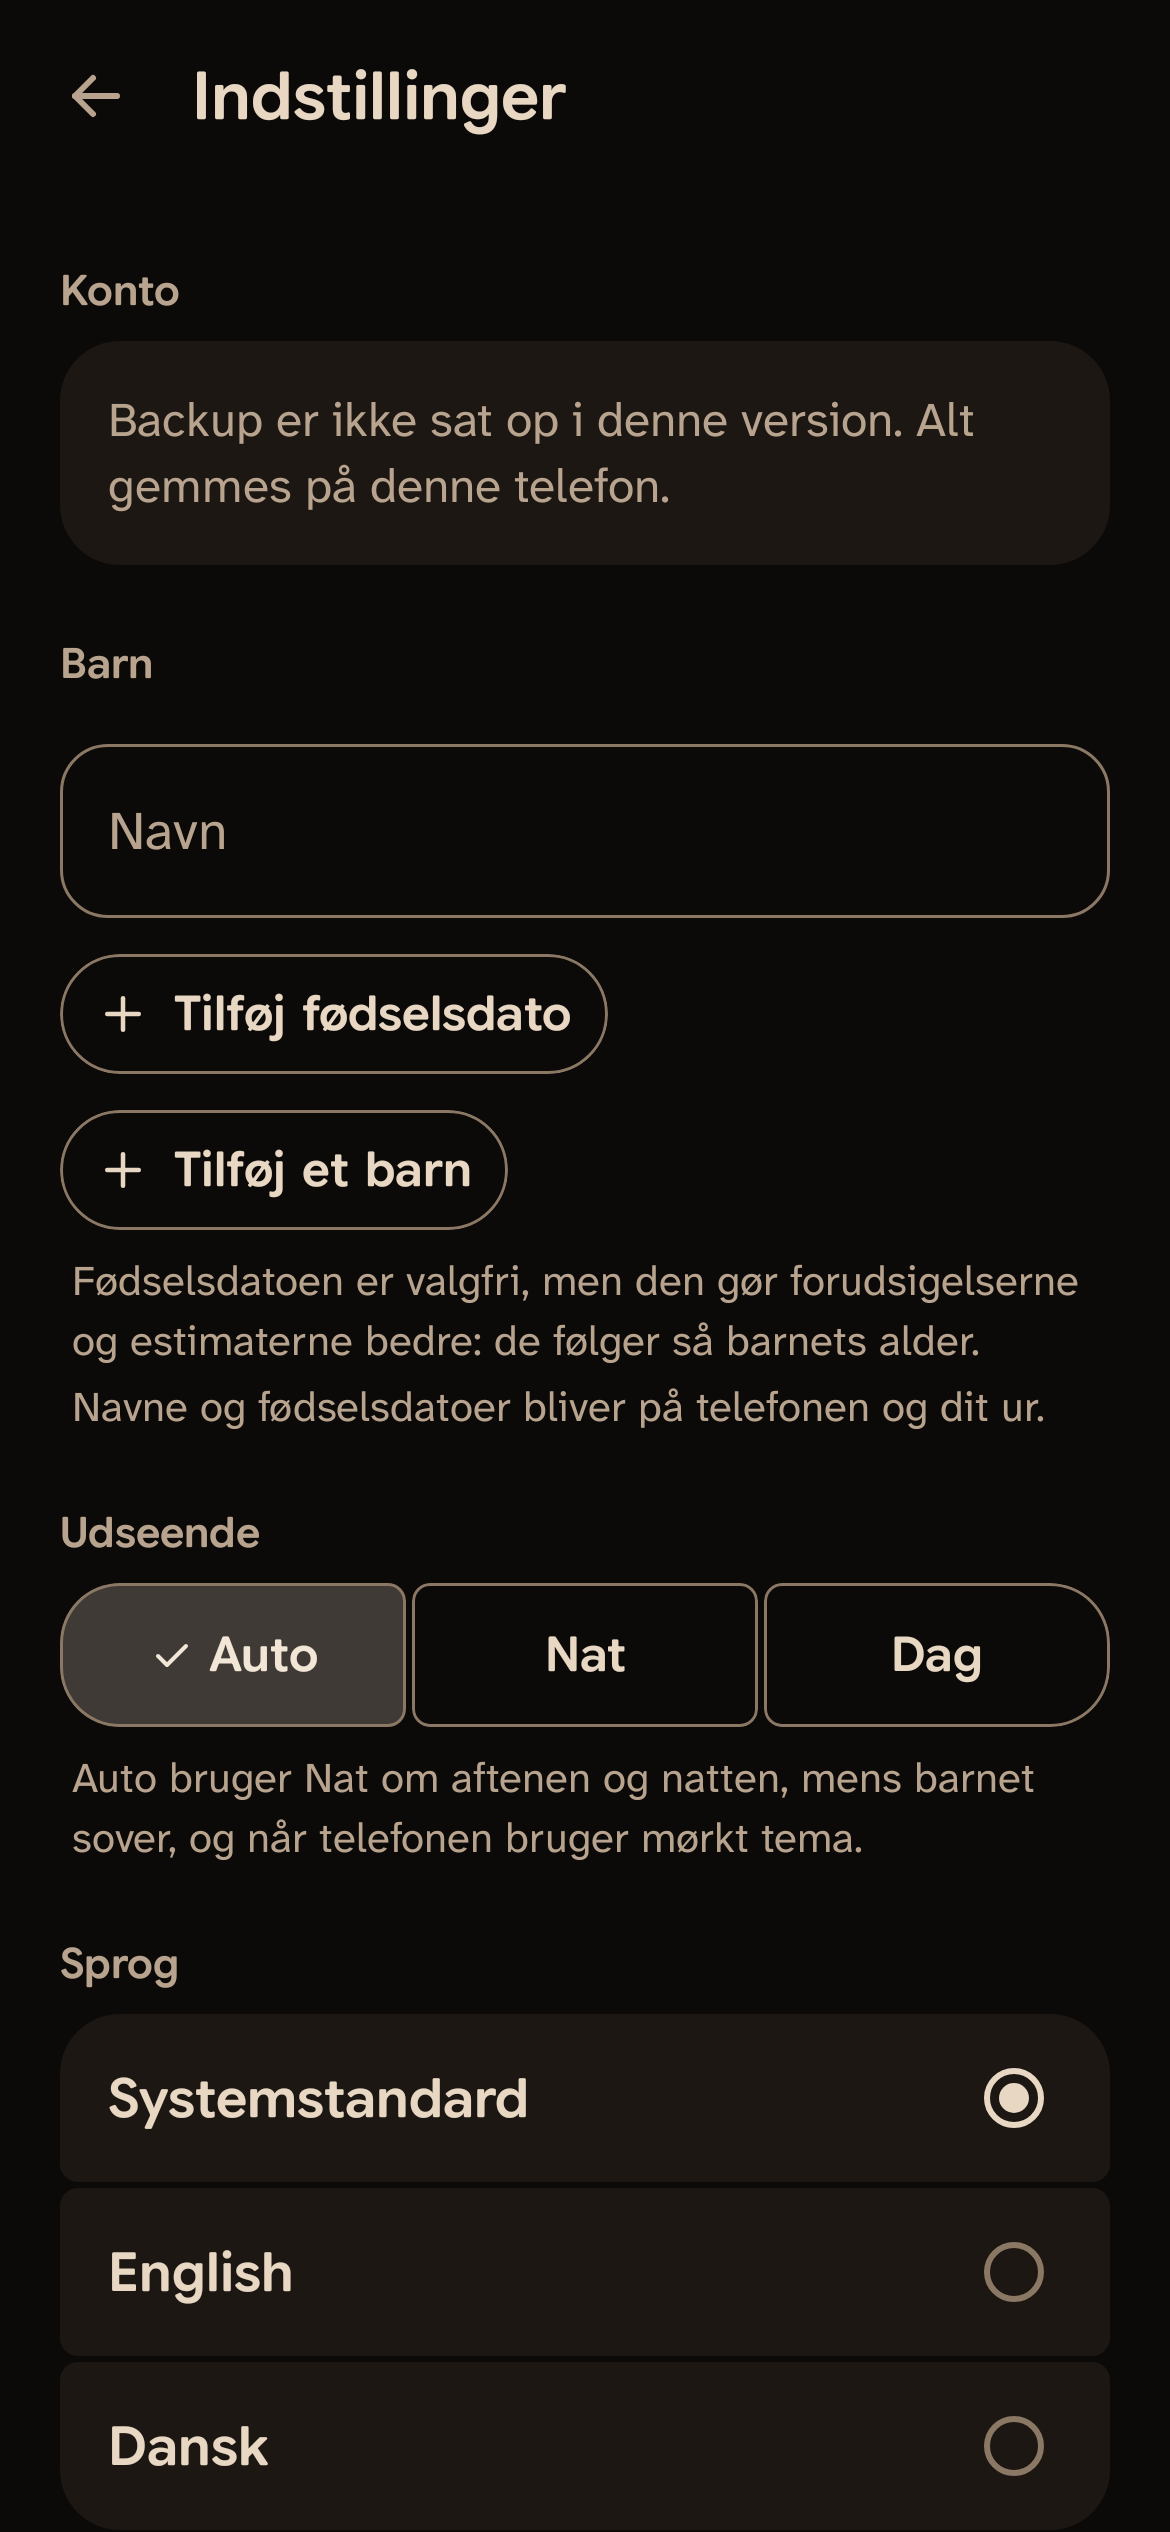 Indstillinger
Konto
Backup er ikke sat op i denne version. Alt
gemmes på denne telefon.
Barn
Navn
Tilføj fødselsdato
Tilføj et barn
Fødselsdatoen er valgfri, men den gør forudsigelserne
og estimaterne bedre: de følger så barnets alder.
Navne og fødselsdatoer bliver på telefonen og dit ur.
Udseende
Auto
Nat
Dag
Auto bruger Nat om aftenen og natten, mens barnet
sover, og når telefonen bruger mørkt tema.
Sprog
Systemstandard
English
Dansk